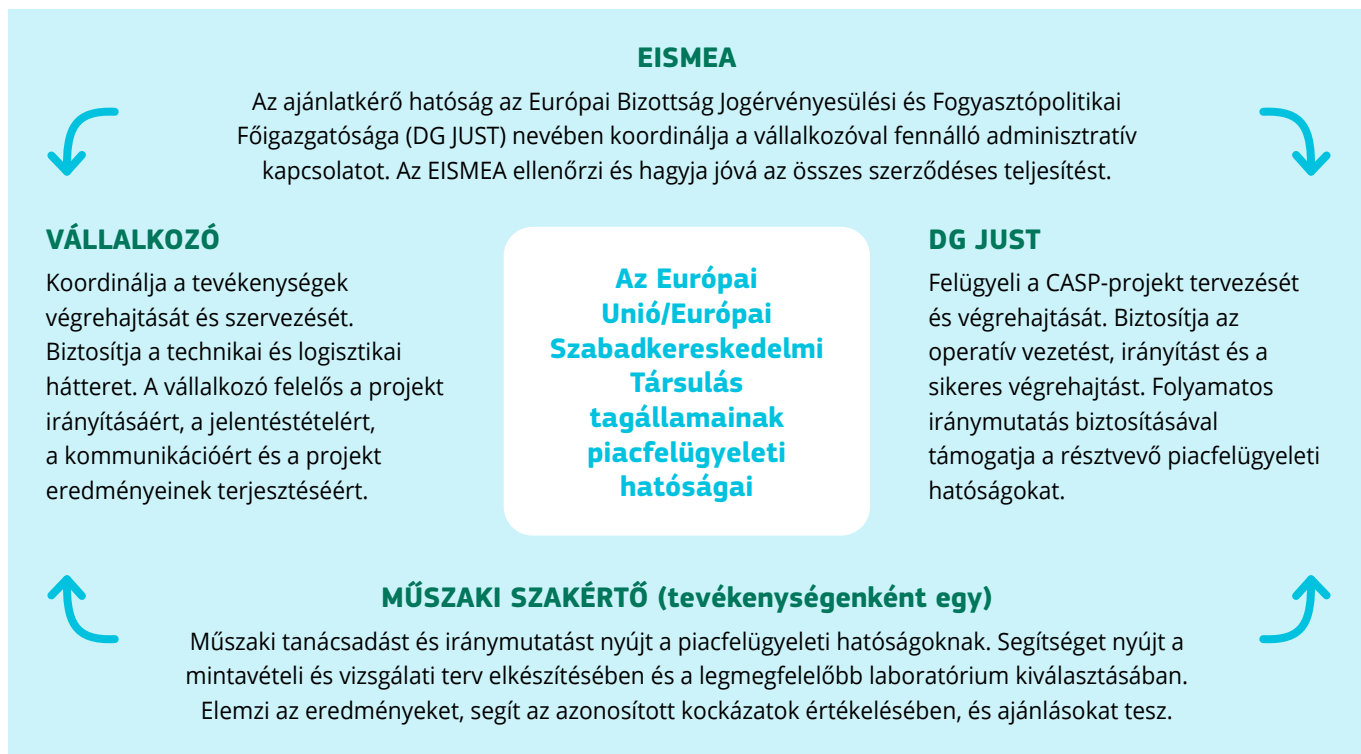 EISMEA
Az ajánlatkérő hatóság az Európai Bizottság Jogérvényesülési és Fogyasztópolitikai
Főigazgatósága (DG JUST) nevében koordinálja a vállalkozóval fennálló adminisztratív
kapcsolatot. Az EISMEA ellenőrzi és hagyja jóvá az összes szerződéses teljesítést.
VÁLLALKOZÓ
Koordinálja a tevékenységek
végrehajtását és szervezését.
Biztosítja a technikai és logisztikai
hátteret. A vállalkozó felelős a projekt
irányításáért, a jelentéstételért,
a kommunikációért és a projekt
eredményeinek terjesztéséért.
Az Európai
Unió/Európai
Szabadkereskedelmi
Társulás
tagállamainak
piacfelügyeleti
hatóságai
DG JUST
Felügyeli a CASP-projekt tervezését
és végrehajtását. Biztosítja az
operatív vezetést, irányítást és a
sikeres végrehajtást. Folyamatos
iránymutatás biztosításával
támogatja a résztvevő piacfelügyeleti
hatóságokat.
MŰSZAKI SZAKÉRTŐ (tevékenységenként egy)
Műszaki tanácsadást és iránymutatást nyújt a piacfelügyeleti hatóságoknak. Segítséget nyújt a
mintavételi és vizsgálati terv elkészítésében és a legmegfelelőbb laboratórium kiválasztásában.
Elemzi az eredményeket, segít az azonosított kockázatok értékelésében, és ajánlásokat tesz.